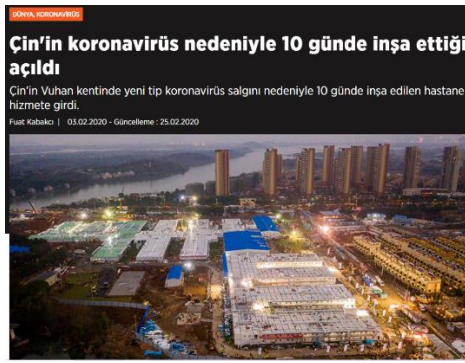 DÜNYA, KORONAVİRÜS
Çin'in koronavirüs nedeniyle 10 günde inşa ettiği
açıldı
Çin'in Vuhan kentinde yeni tip koronavirüs salgını nedeniyle 10 günde inşa edilen hastane
hizmete girdi.
Fuat Kabakcı | 03.02.2020 - Güncelleme : 25.02.2020